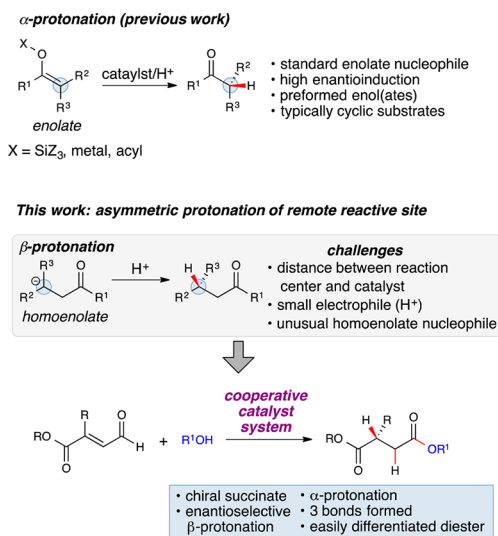 α-protonation (previous work)
X
O
R1
R2
R3
enolate
cataylst/H+
O
R1
R2
H
R3
• standard enolate nucleophile
• high enantioinduction
• preformed enol(ates)
• typically cyclic substrates
X = SiZ3, metal, acyl
This work: asymmetric protonation of remote reactive site
β-protonation
R3
O
⊖
R2
R1
homoenolate
H+
H
R3
O
R2
R1
challenges
• distance between reaction
center and catalyst
• small electrophile (H+)
• unusual homoenolate nucleophile
cooperative
catalyst
system
R
O
RO
H
O
+
R1OH
H
R
O
RO
OR1
O
H
• chiral succinate
• enantioselective
β-protonation
• α-protonation
• 3 bonds formed
• easily differentiated diester